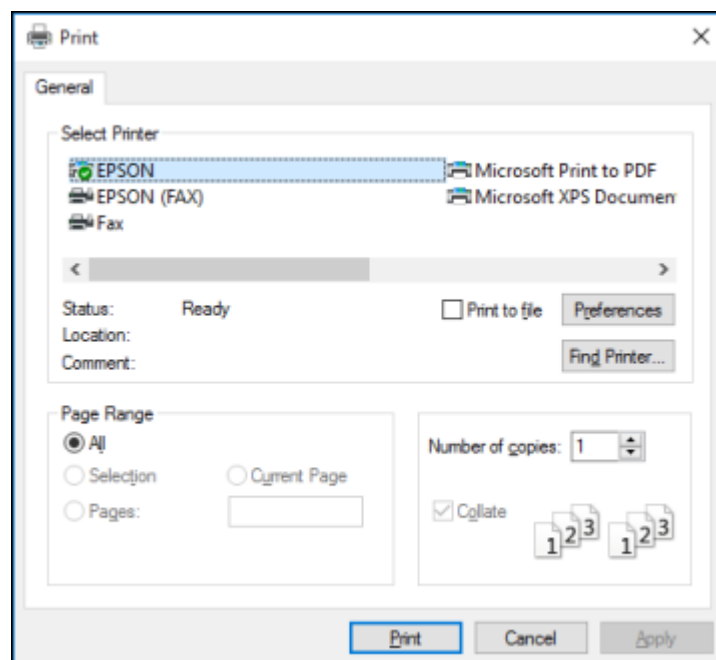 Print
General
Select Printer
EPSON
Microsoft Print to PDF
EPSON (FAX)
Microsoft XPS Documen
Fax
Status: Ready
Print to file
Preferences
Location:
Comment:
Find Printer...
Page Range
All
Selection
Current Page
Pages:
Number of copies: 1
Collate
1 2 3 1 2 3
Print
Cancel
Apply